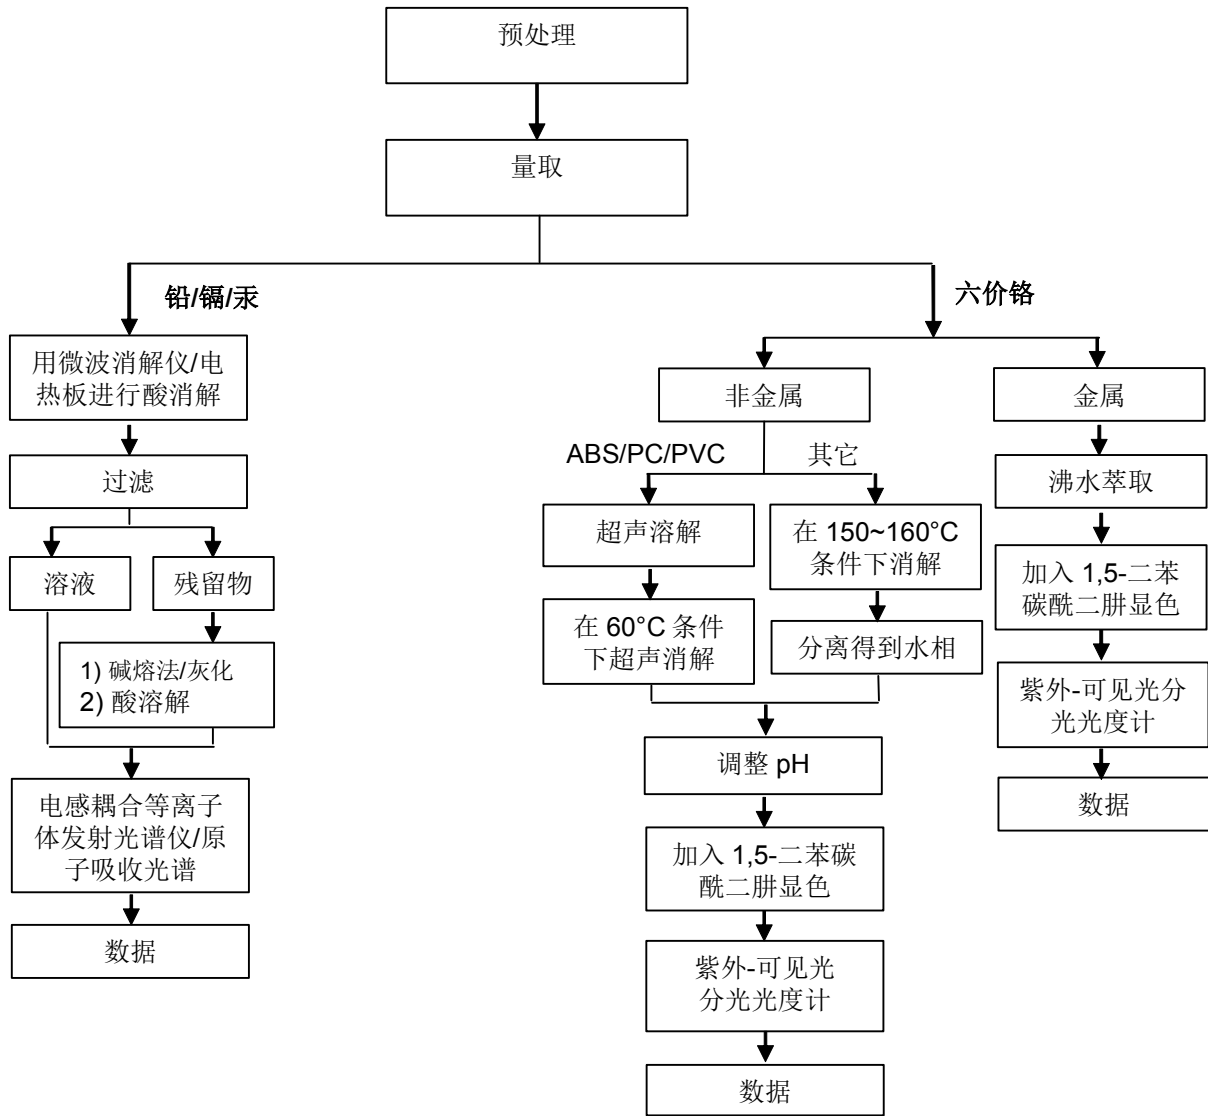 预处理
量取
铅/镉/汞
六价铬
用微波消解仪/电
热板进行酸消解
过滤
溶液
残留物
1) 碱熔法/灰化
2) 酸溶解
电感耦合等离子
体发射光谱仪/原
子吸收光谱
数据
非金属
ABS/PC/PVC
其它
超声溶解
在 60°C 条件
下超声消解
在 150~160°C
条件下消解
分离得到水相
调整 pH
加入 1,5-二苯碳
酰二肼显色
紫外-可见光
分光光度计
数据
金属
沸水萃取
加入 1,5-二苯
碳酰二肼显色
紫外-可见光分
光光度计
数据